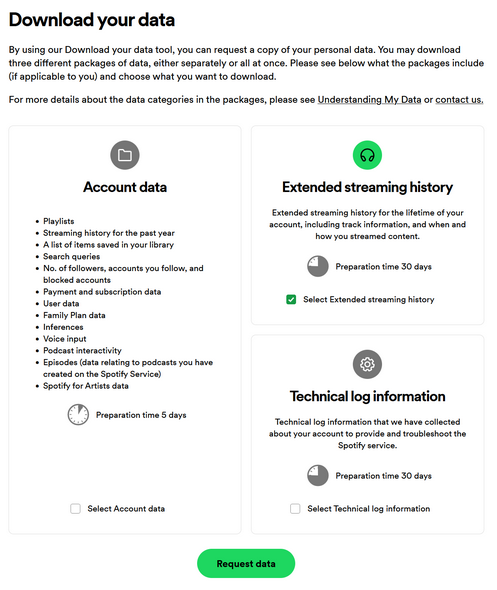 Download your data
By using our Download your data tool, you can request a copy of your personal data. You may download
three different packages of data, either separately or all at once. Please see below what the packages include
(if applicable to you) and choose what you want to download.
For more details about the data categories in the packages, please see Understanding My Data or contact us.
Account data
• Playlists
• Streaming history for the past year
• A list of items saved in your library
• Search queries
• No. of followers, accounts you follow, and
blocked accounts
• Payment and subscription data
• User data
• Family Plan data
• Inferences
• Voice input
• Podcast interactivity
• Episodes (data relating to podcasts you have
created on the Spotify Service)
• Spotify for Artists data
Preparation time 5 days
Select Account data
Extended streaming history
Extended streaming history for the lifetime of your
account, including track information, and when and
how you streamed content.
Preparation time 30 days
Select Extended streaming history
Technical log information
Technical log information that we have collected
about your account to provide and troubleshoot the
Spotify service.
Preparation time 30 days
Select Technical log information
Request data